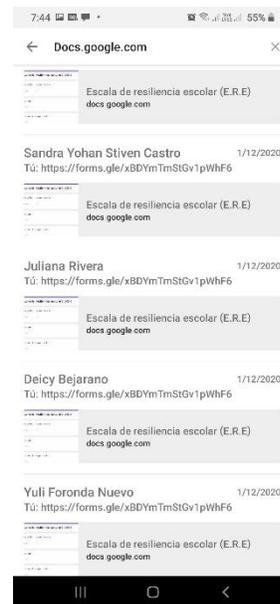 7:44 55%
Docs.google.com
Escala de resiliencia escolar (E.R.E)
docs.google.com
Sandra Yohan Stiven Castro 1/12/2020
Tú: https://forms.gle/xBDYmTmStGv1pWhF6
Escala de resiliencia escolar (E.R.E)
docs.google.com
Juliana Rivera 1/12/2020
Tú: https://forms.gle/xBDYmTmStGv1pWhF6
Escala de resiliencia escolar (E.R.E)
docs.google.com
Deicy Bejarano 1/12/2020
Tú: https://forms.gle/xBDYmTmStGv1pWhF6
Escala de resiliencia escolar (E.R.E)
docs.google.com
Yuli Foronda Nuevo 1/12/2020
Tú: https://forms.gle/xBDYmTmStGv1pWhF6
Escala de resiliencia escolar (E.R.E)
docs.google.com